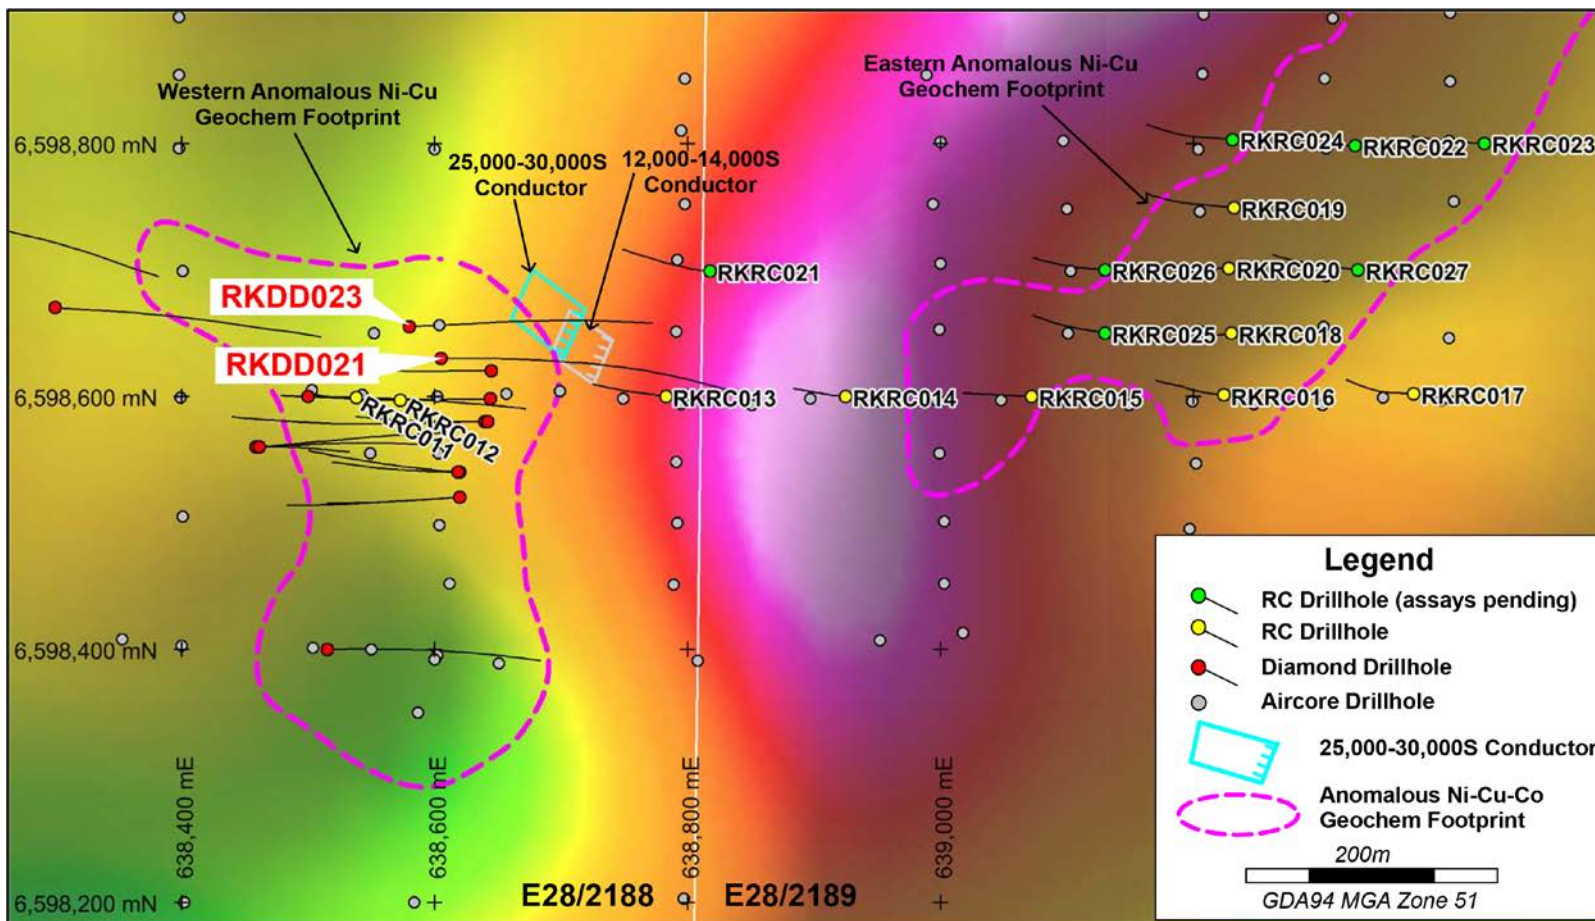 Western Anomalous Ni-Cu
Geochem Footprint
Eastern Anomalous Ni-Cu
Geochem Footprint
25,000-30,000S
Conductor
12,000-14,000S
Conductor
6,598,800 mN
6,598,600 mN
6,598,400 mN
6,598,200 mN
RKRC024
RKRC022
RKRC023
RKRC019
RKRC021
RKRC026
RKRC020
RKRC027
RKDD023
RKRC025
RKRC018
RKDD021
RKRC013
RKRC014
RKRC015
RKRC016
RKRC017
RKRC012
RKRC011
638,400 mE
638,600 mE
638,800 mE
639,000 mE
E28/2188
E28/2189
Legend
RC Drillhole (assays pending)
RC Drillhole
Diamond Drillhole
Aircore Drillhole
25,000-30,000S Conductor
Anomalous Ni-Cu-Co
Geochem Footprint
200m
GDA94 MGA Zone 51